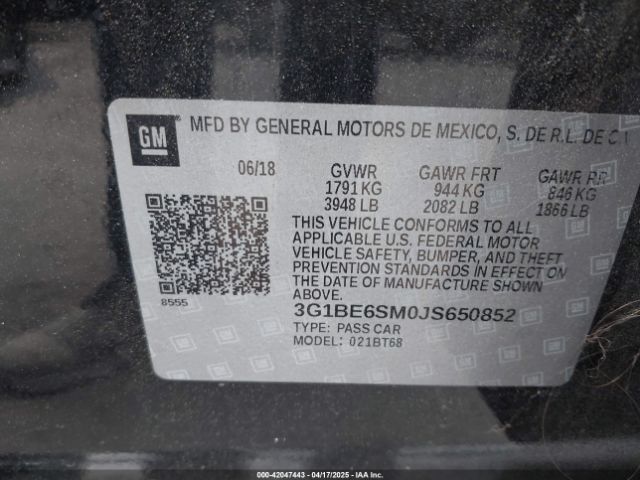 GM
MFD BY GENERAL MOTORS DE MEXICO, S. DE R.L. DE C.V
06/18
GVWR
1791 KG
3948 LB
GAWR FRT
944 KG
2082 LB
GAWR RR
846 KG
1866 LB
THIS VEHICLE CONFORMS TO ALL
APPLICABLE U.S. FEDERAL MOTOR
VEHICLE SAFETY, BUMPER, AND THEFT
PREVENTION STANDARDS IN EFFECT ON
THE DATE OF MANUFACTURE SHOWN
ABOVE.
8555
3G1BE6SM0JS650852
TYPE: PASS CAR
MODEL: 021BT68
000-42047443 - 04/17/2025 - IAA Inc.